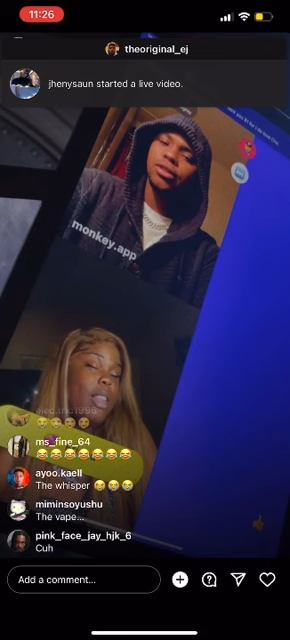 11:26
theoriginal_ej
jhenysaun started a live video.
monkey.app
ms_fine_64
😂😂😂😂😂😂😂
ayoo.kaell
The whisper 😭😭😭
miminsoyushu
The vape...
pink_face_jay_hjk_6
Cuh
Add a comment...